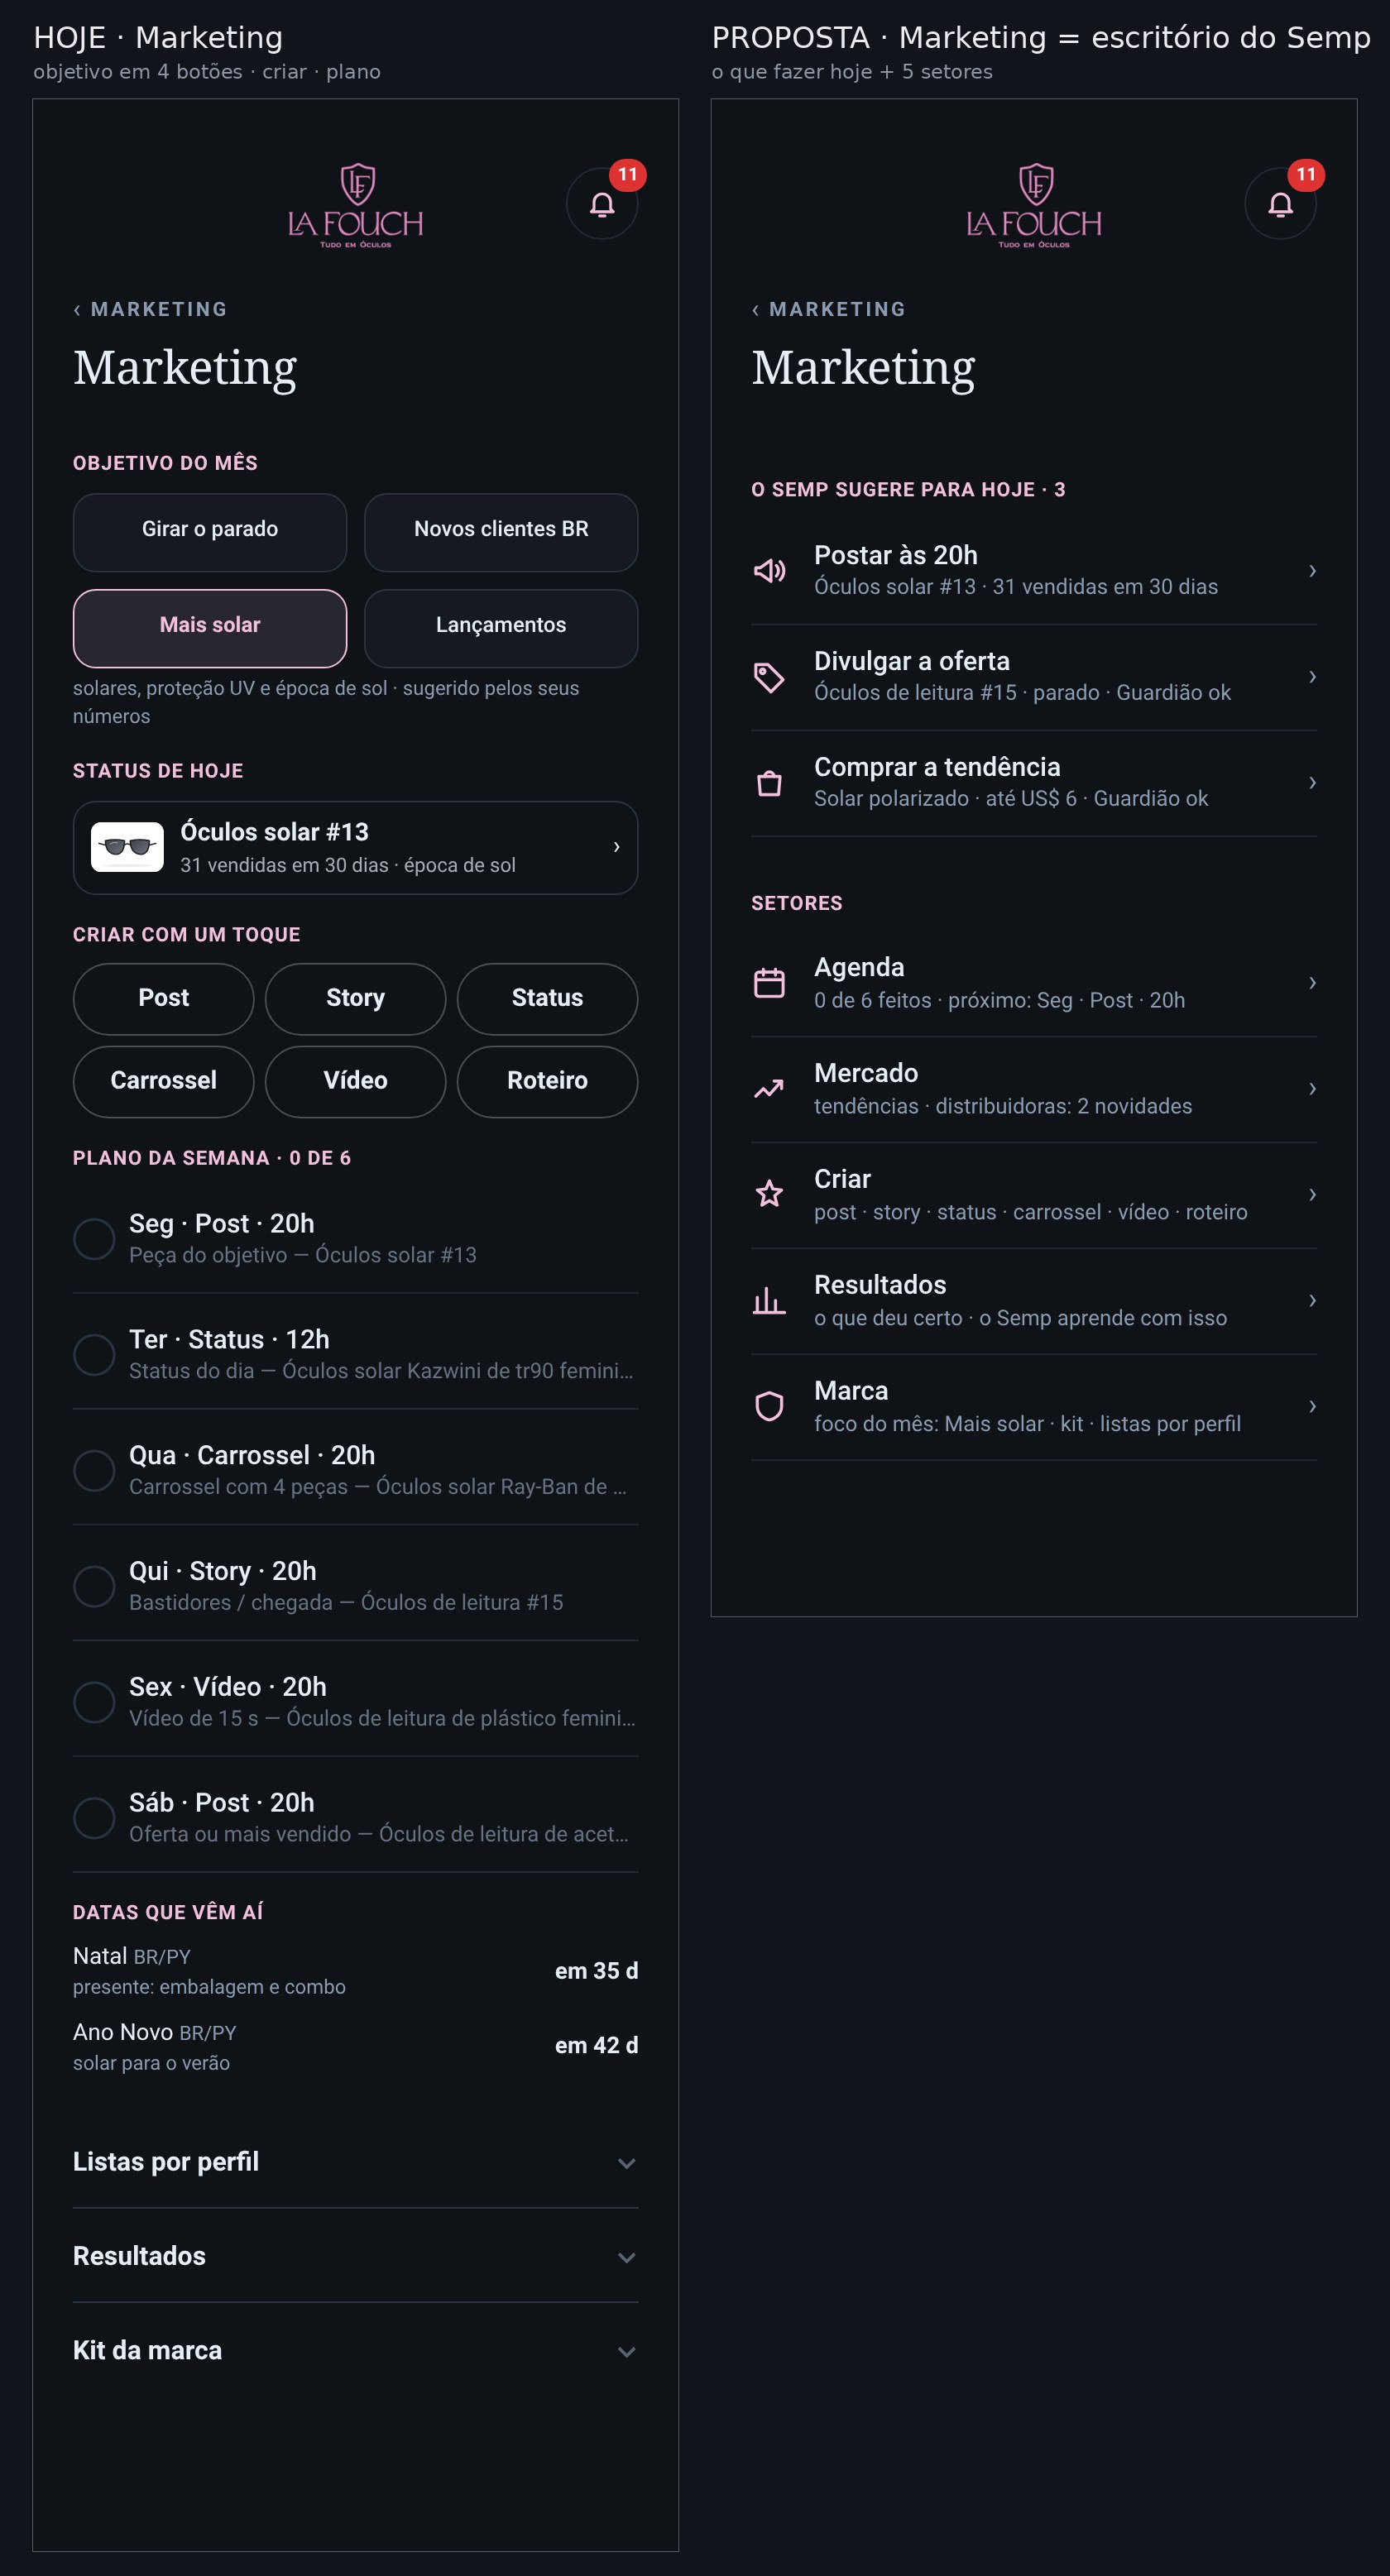 HOJE · Marketing
objetivo em 4 botões · criar · plano
LF
LA FOUCH
TUDO EM ÓCULOS
11
‹ MARKETING
Marketing
OBJETIVO DO MÊS
Girar o parado
Novos clientes BR
Mais solar
Lançamentos
solares, proteção UV e época de sol · sugerido pelos seus
números
STATUS DE HOJE
Óculos solar #13
31 vendidas em 30 dias · época de sol
›
CRIAR COM UM TOQUE
Post
Story
Status
Carrossel
Vídeo
Roteiro
PLANO DA SEMANA · 0 DE 6
Seg · Post · 20h
Peça do objetivo — Óculos solar #13
Ter · Status · 12h
Status do dia — Óculos solar Kazwini de tr90 femini…
Qua · Carrossel · 20h
Carrossel com 4 peças — Óculos solar Ray-Ban de …
Qui · Story · 20h
Bastidores / chegada — Óculos de leitura #15
Sex · Vídeo · 20h
Vídeo de 15 s — Óculos de leitura de plástico femini…
Sáb · Post · 20h
Oferta ou mais vendido — Óculos de leitura de acet…
DATAS QUE VÊM AÍ
Natal BR/PY
presente: embalagem e combo
em 35 d
Ano Novo BR/PY
solar para o verão
em 42 d
Listas por perfil
Resultados
Kit da marca
PROPOSTA · Marketing = escritório do Semp
o que fazer hoje + 5 setores
LF
LA FOUCH
TUDO EM ÓCULOS
11
‹ MARKETING
Marketing
O SEMP SUGERE PARA HOJE · 3
Postar às 20h
Óculos solar #13 · 31 vendidas em 30 dias
›
Divulgar a oferta
Óculos de leitura #15 · parado · Guardião ok
›
Comprar a tendência
Solar polarizado · até US$ 6 · Guardião ok
›
SETORES
Agenda
0 de 6 feitos · próximo: Seg · Post · 20h
›
Mercado
tendências · distribuidoras: 2 novidades
›
Criar
post · story · status · carrossel · vídeo · roteiro
›
Resultados
o que deu certo · o Semp aprende com isso
›
Marca
foco do mês: Mais solar · kit · listas por perfil
›